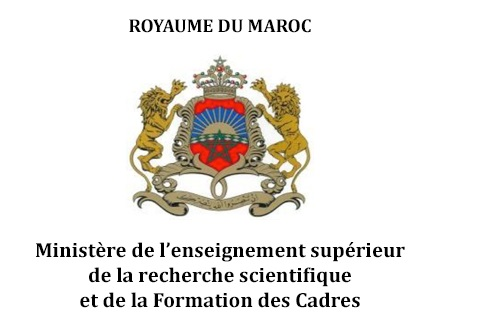 ROYAUME DU MAROC
Ministère de l’enseignement supérieur
de la recherche scientifique
et de la Formation des Cadres